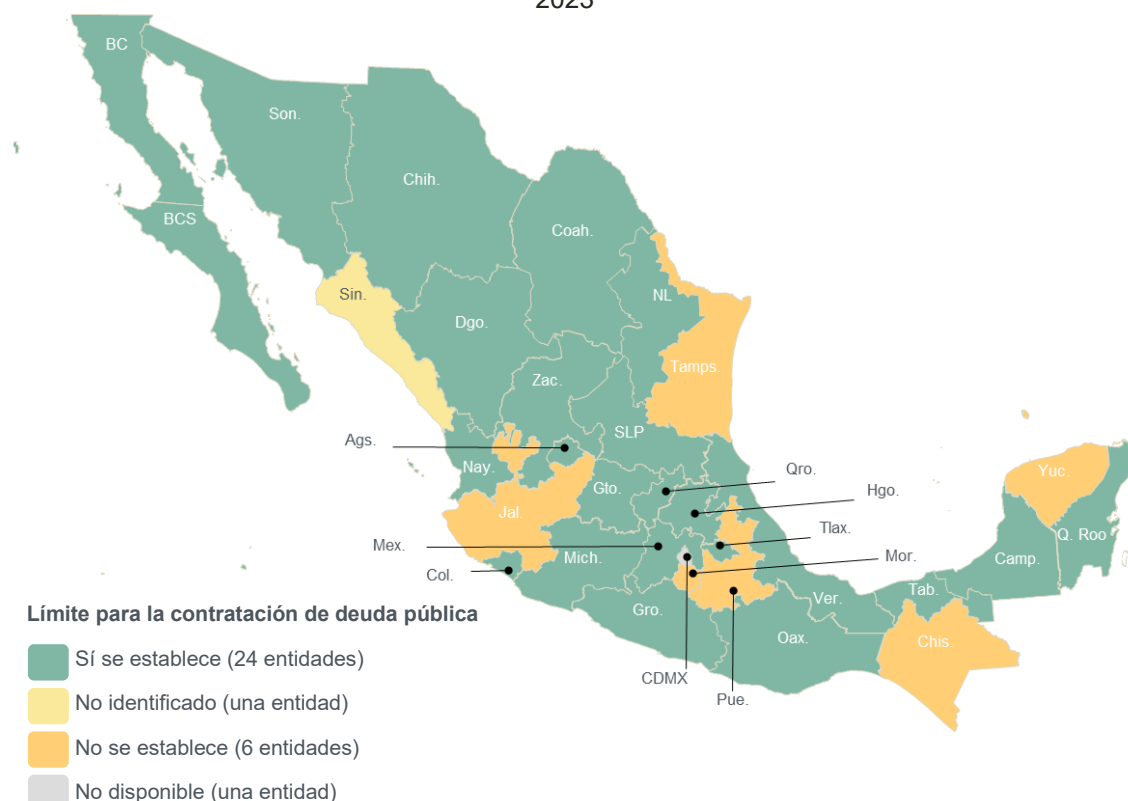 2023
BC
Son.
Chih.
BCS
Coah.
Sin.
NL
Dgo.
Tamps.
Zac.
SLP
Ags.
Nay.
Qro.
Yuc.
Gto.
Hgo.
Jal.
Tlax.
Q. Roo
Mex.
Mich.
Mor.
Camp.
Col.
Tab.
Ver.
Gro.
Oax.
Chis.
CDMX
Pue.
Límite para la contratación de deuda pública
Sí se establece (24 entidades)
No identificado (una entidad)
No se establece (6 entidades)
No disponible (una entidad)